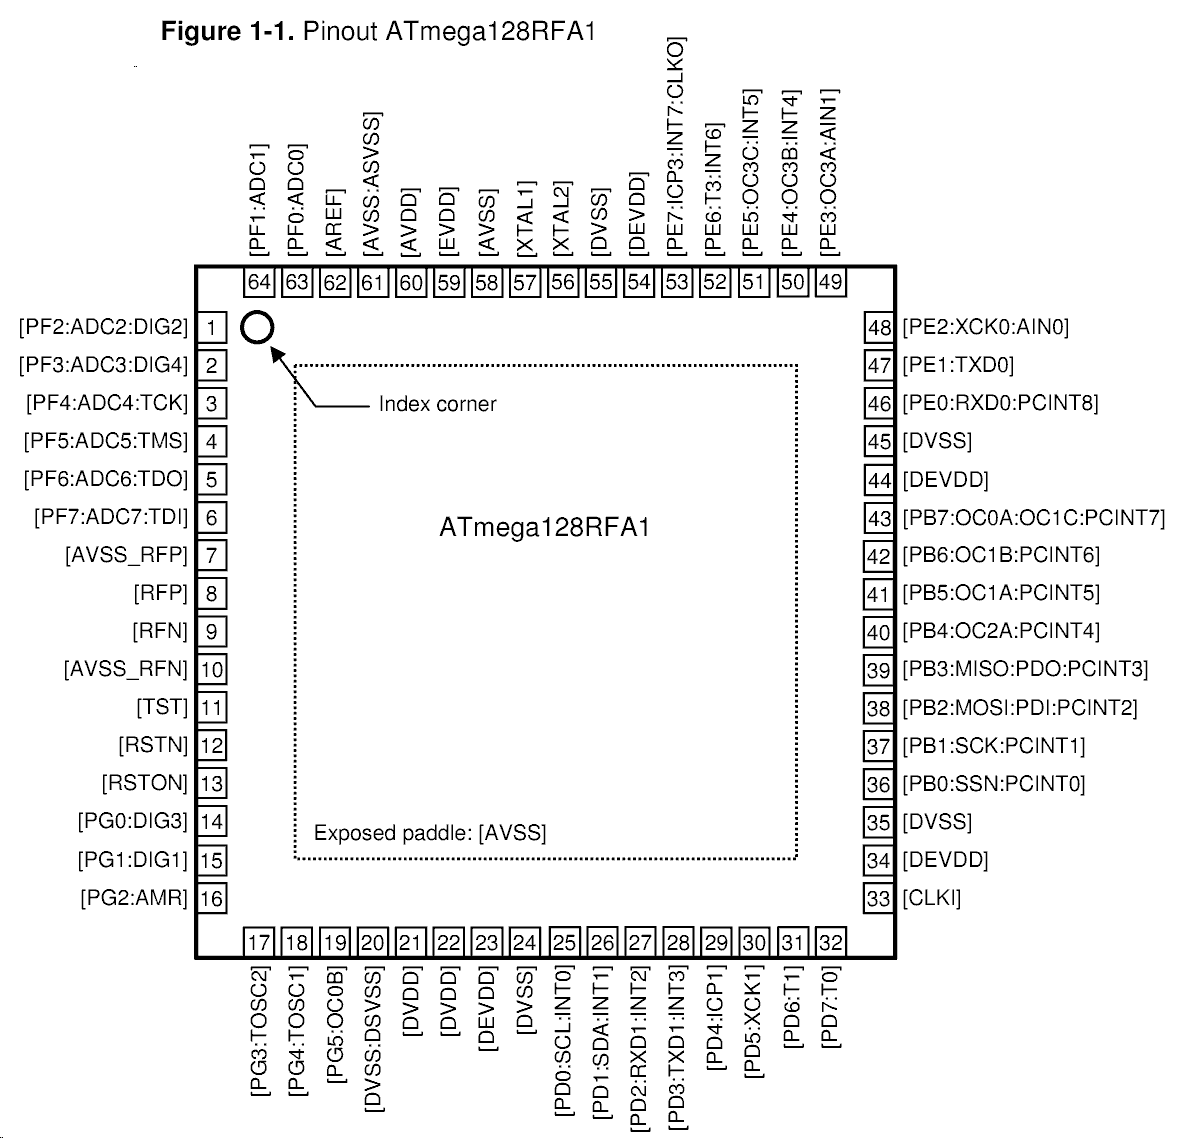 Figure 1-1. Pinout ATmega128RFA1
[PF1:ADC1]
[PF0:ADC0]
[AREF]
[AVSS:ASVSS]
[AVDD]
[EVDD]
[AVSS]
[XTAL1]
[XTAL2]
[DVSS]
[DEVDD]
[PE7:ICP3:INT7:CLKO]
[PE6:T3:INT6]
[PE5:OC3C:INT5]
[PE4:OC3B:INT4]
[PE3:OC3A:AIN1]
64 63 62 61 60 59 58 57 56 55 54 53 52 51 50 49
[PF2:ADC2:DIG2] 1
[PF3:ADC3:DIG4] 2
[PF4:ADC4:TCK] 3
[PF5:ADC5:TMS] 4
[PF6:ADC6:TDO] 5
[PF7:ADC7:TDI] 6
[AVSS_RFP] 7
[RFP] 8
[RFN] 9
[AVSS_RFN] 10
[TST] 11
[RSTN] 12
[RSTON] 13
[PG0:DIG3] 14
[PG1:DIG1] 15
[PG2:AMR] 16
Index corner
ATmega128RFA1
Exposed paddle: [AVSS]
48 [PE2:XCK0:AIN0]
47 [PE1:TXD0]
46 [PE0:RXD0:PCINT8]
45 [DVSS]
44 [DEVDD]
43 [PB7:OC0A:OC1C:PCINT7]
42 [PB6:OC1B:PCINT6]
41 [PB5:OC1A:PCINT5]
40 [PB4:OC2A:PCINT4]
39 [PB3:MISO:PDO:PCINT3]
38 [PB2:MOSI:PDI:PCINT2]
37 [PB1:SCK:PCINT1]
36 [PB0:SSN:PCINT0]
35 [DVSS]
34 [DEVDD]
33 [CLKI]
17 18 19 20 21 22 23 24 25 26 27 28 29 30 31 32
[PG3:TOSC2]
[PG4:TOSC1]
[PG5:OC0B]
[DVSS:DSVSS]
[DVDD]
[DVDD]
[DEVDD]
[DVSS]
[PD0:SCL:INT0]
[PD1:SDA:INT1]
[PD2:RXD1:INT2]
[PD3:TXD1:INT3]
[PD4:ICP1]
[PD5:XCK1]
[PD6:T1]
[PD7:T0]